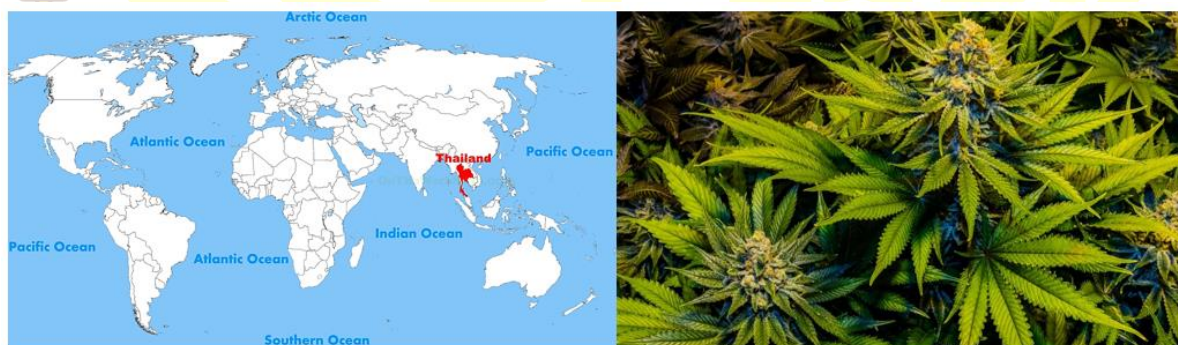 Arctic Ocean
Atlantic Ocean
Thailand
Pacific Ocean
Pacific Ocean
Atlantic Ocean
Indian Ocean
Southern Ocean